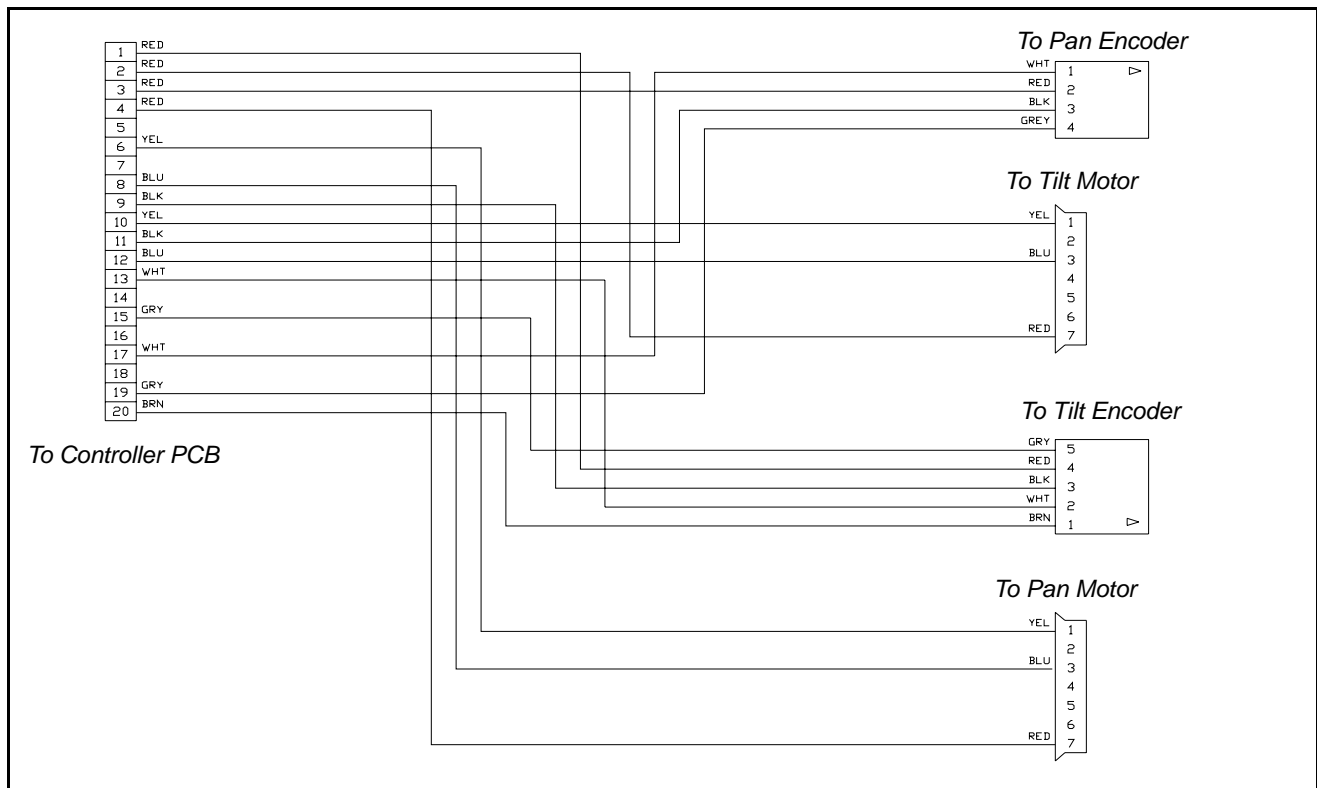 1 RED
2 RED
3 RED
4 RED
5
6 YEL
7
8 BLU
9 BLK
10 YEL
11 BLK
12 BLU
13 WHT
14
15 GRY
16
17 WHT
18
19 GRY
20 BRN
To Controller PCB
To Pan Encoder
WHT 1
RED 2
BLK 3
GREY 4
To Tilt Motor
YEL 1
2
BLU 3
4
5
6
RED 7
To Tilt Encoder
GRY 5
RED 4
BLK 3
WHT 2
BRN 1
To Pan Motor
YEL 1
2
BLU 3
4
5
6
RED 7